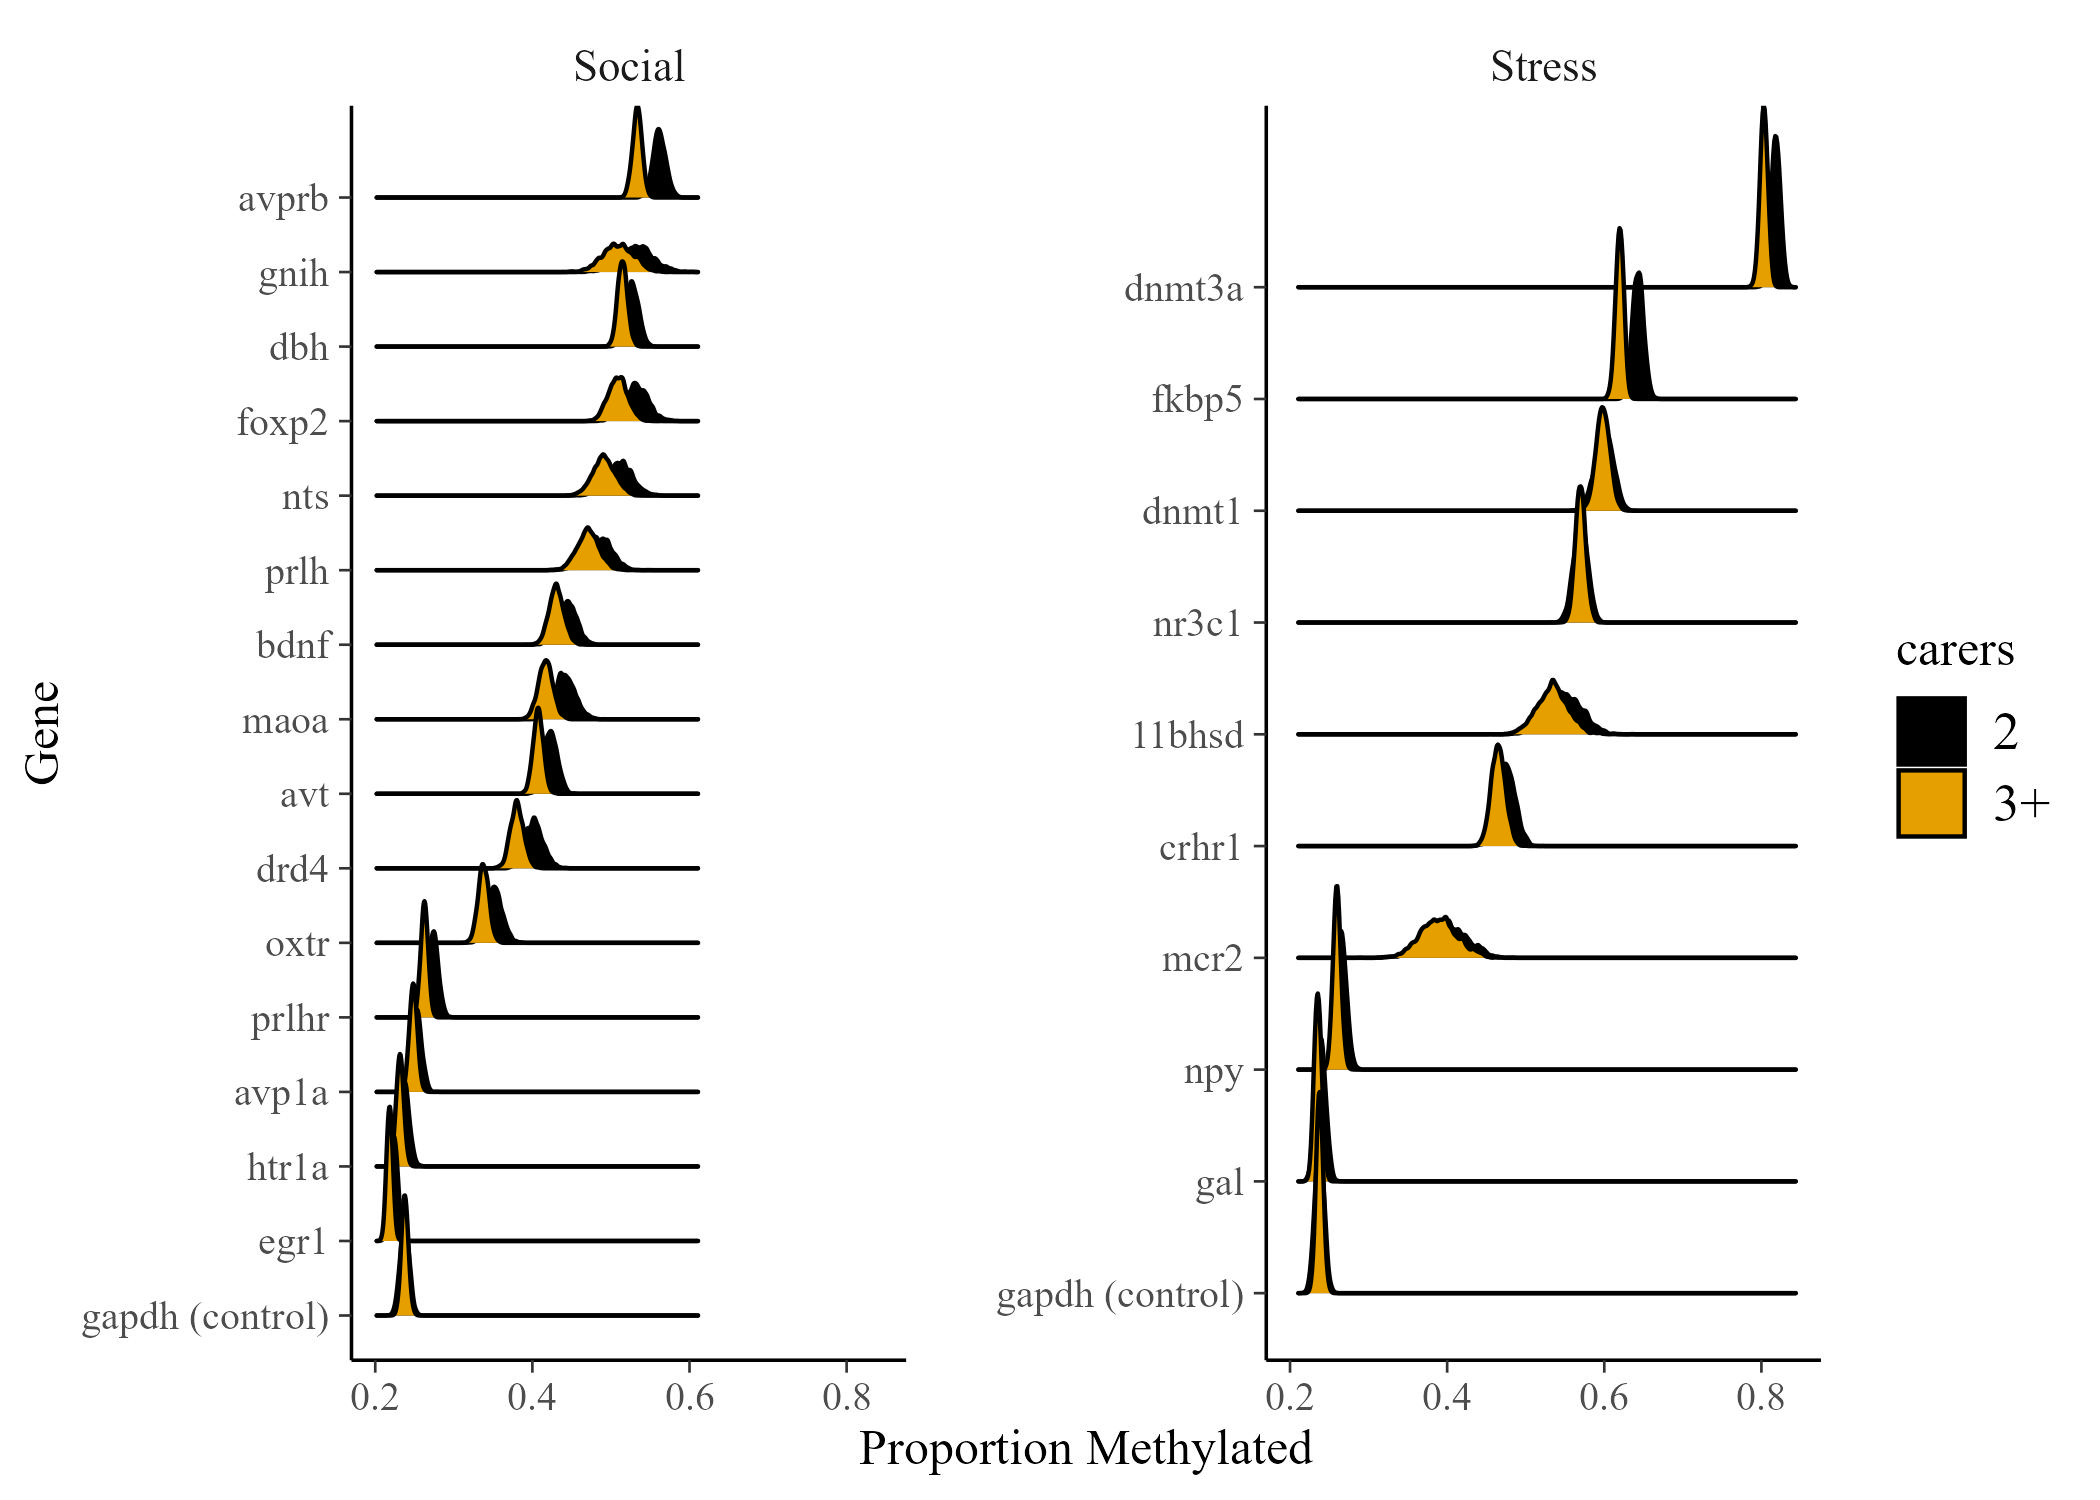 Social
Stress
Gene
avprb
gnih
dbh
foxp2
nts
prlh
bdnf
maoa
avt
drd4
oxtr
prlhr
avp1a
htr1a
egr1
gapdh (control)
0.2 0.4 0.6 0.8
dnmt3a
fkbp5
dnmt1
nr3c1
11bhsd
crhr1
mcr2
npy
gal
gapdh (control)
0.2 0.4 0.6 0.8
Proportion Methylated
carers
2
3+